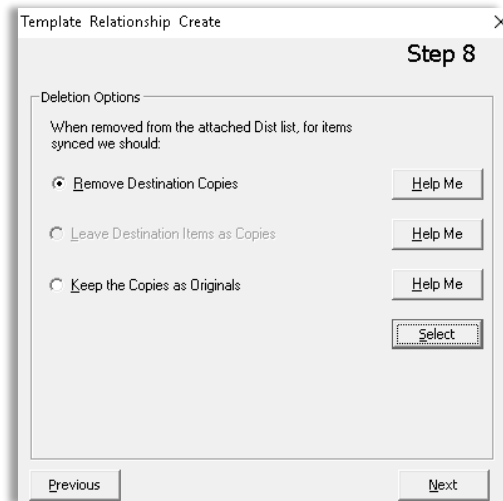 Template Relationship Create
Step 8
Deletion Options
When removed from the attached Dist list, for items
synced we should:
Remove Destination Copies
Help Me
Leave Destination Items as Copies
Help Me
Keep the Copies as Originals
Help Me
Select
Previous
Next